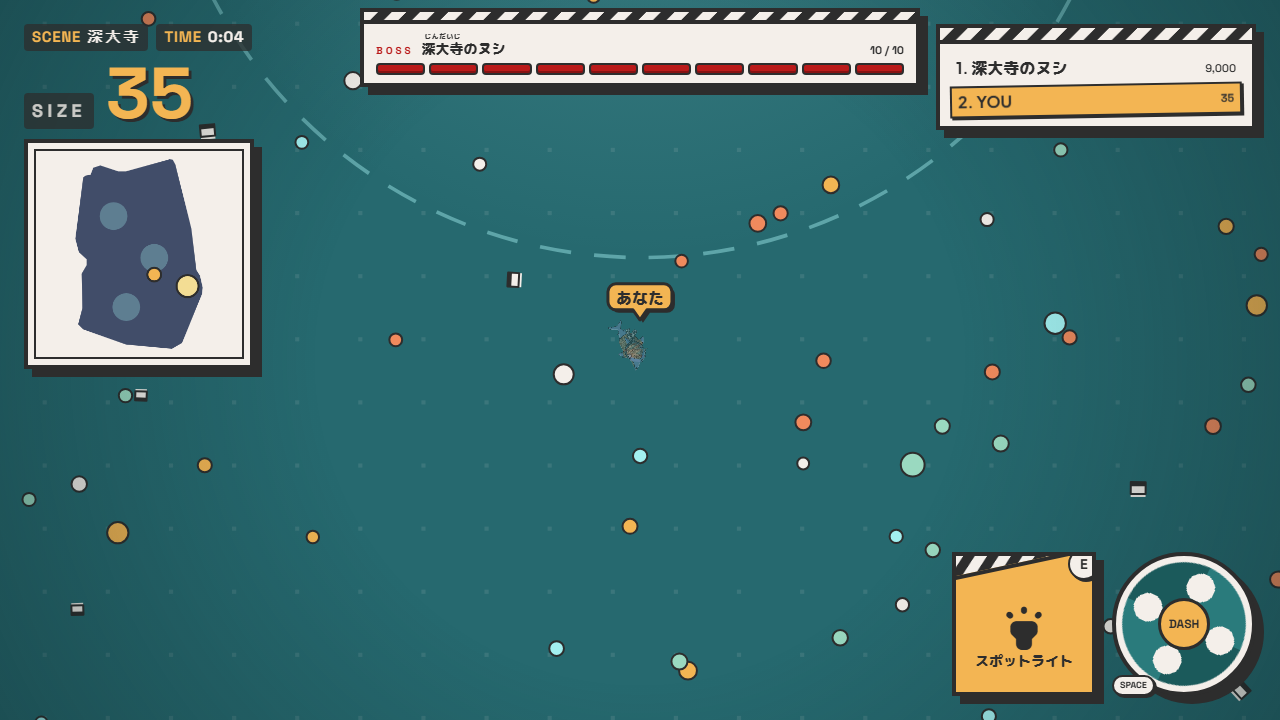 SCENE 深大寺 TIME 0:04
SIZE 35
じんだいじ
BOSS 深大寺のヌシ 10 / 10
1. 深大寺のヌシ 9,000
2. YOU 35
あなた
E
スポットライト
DASH
SPACE